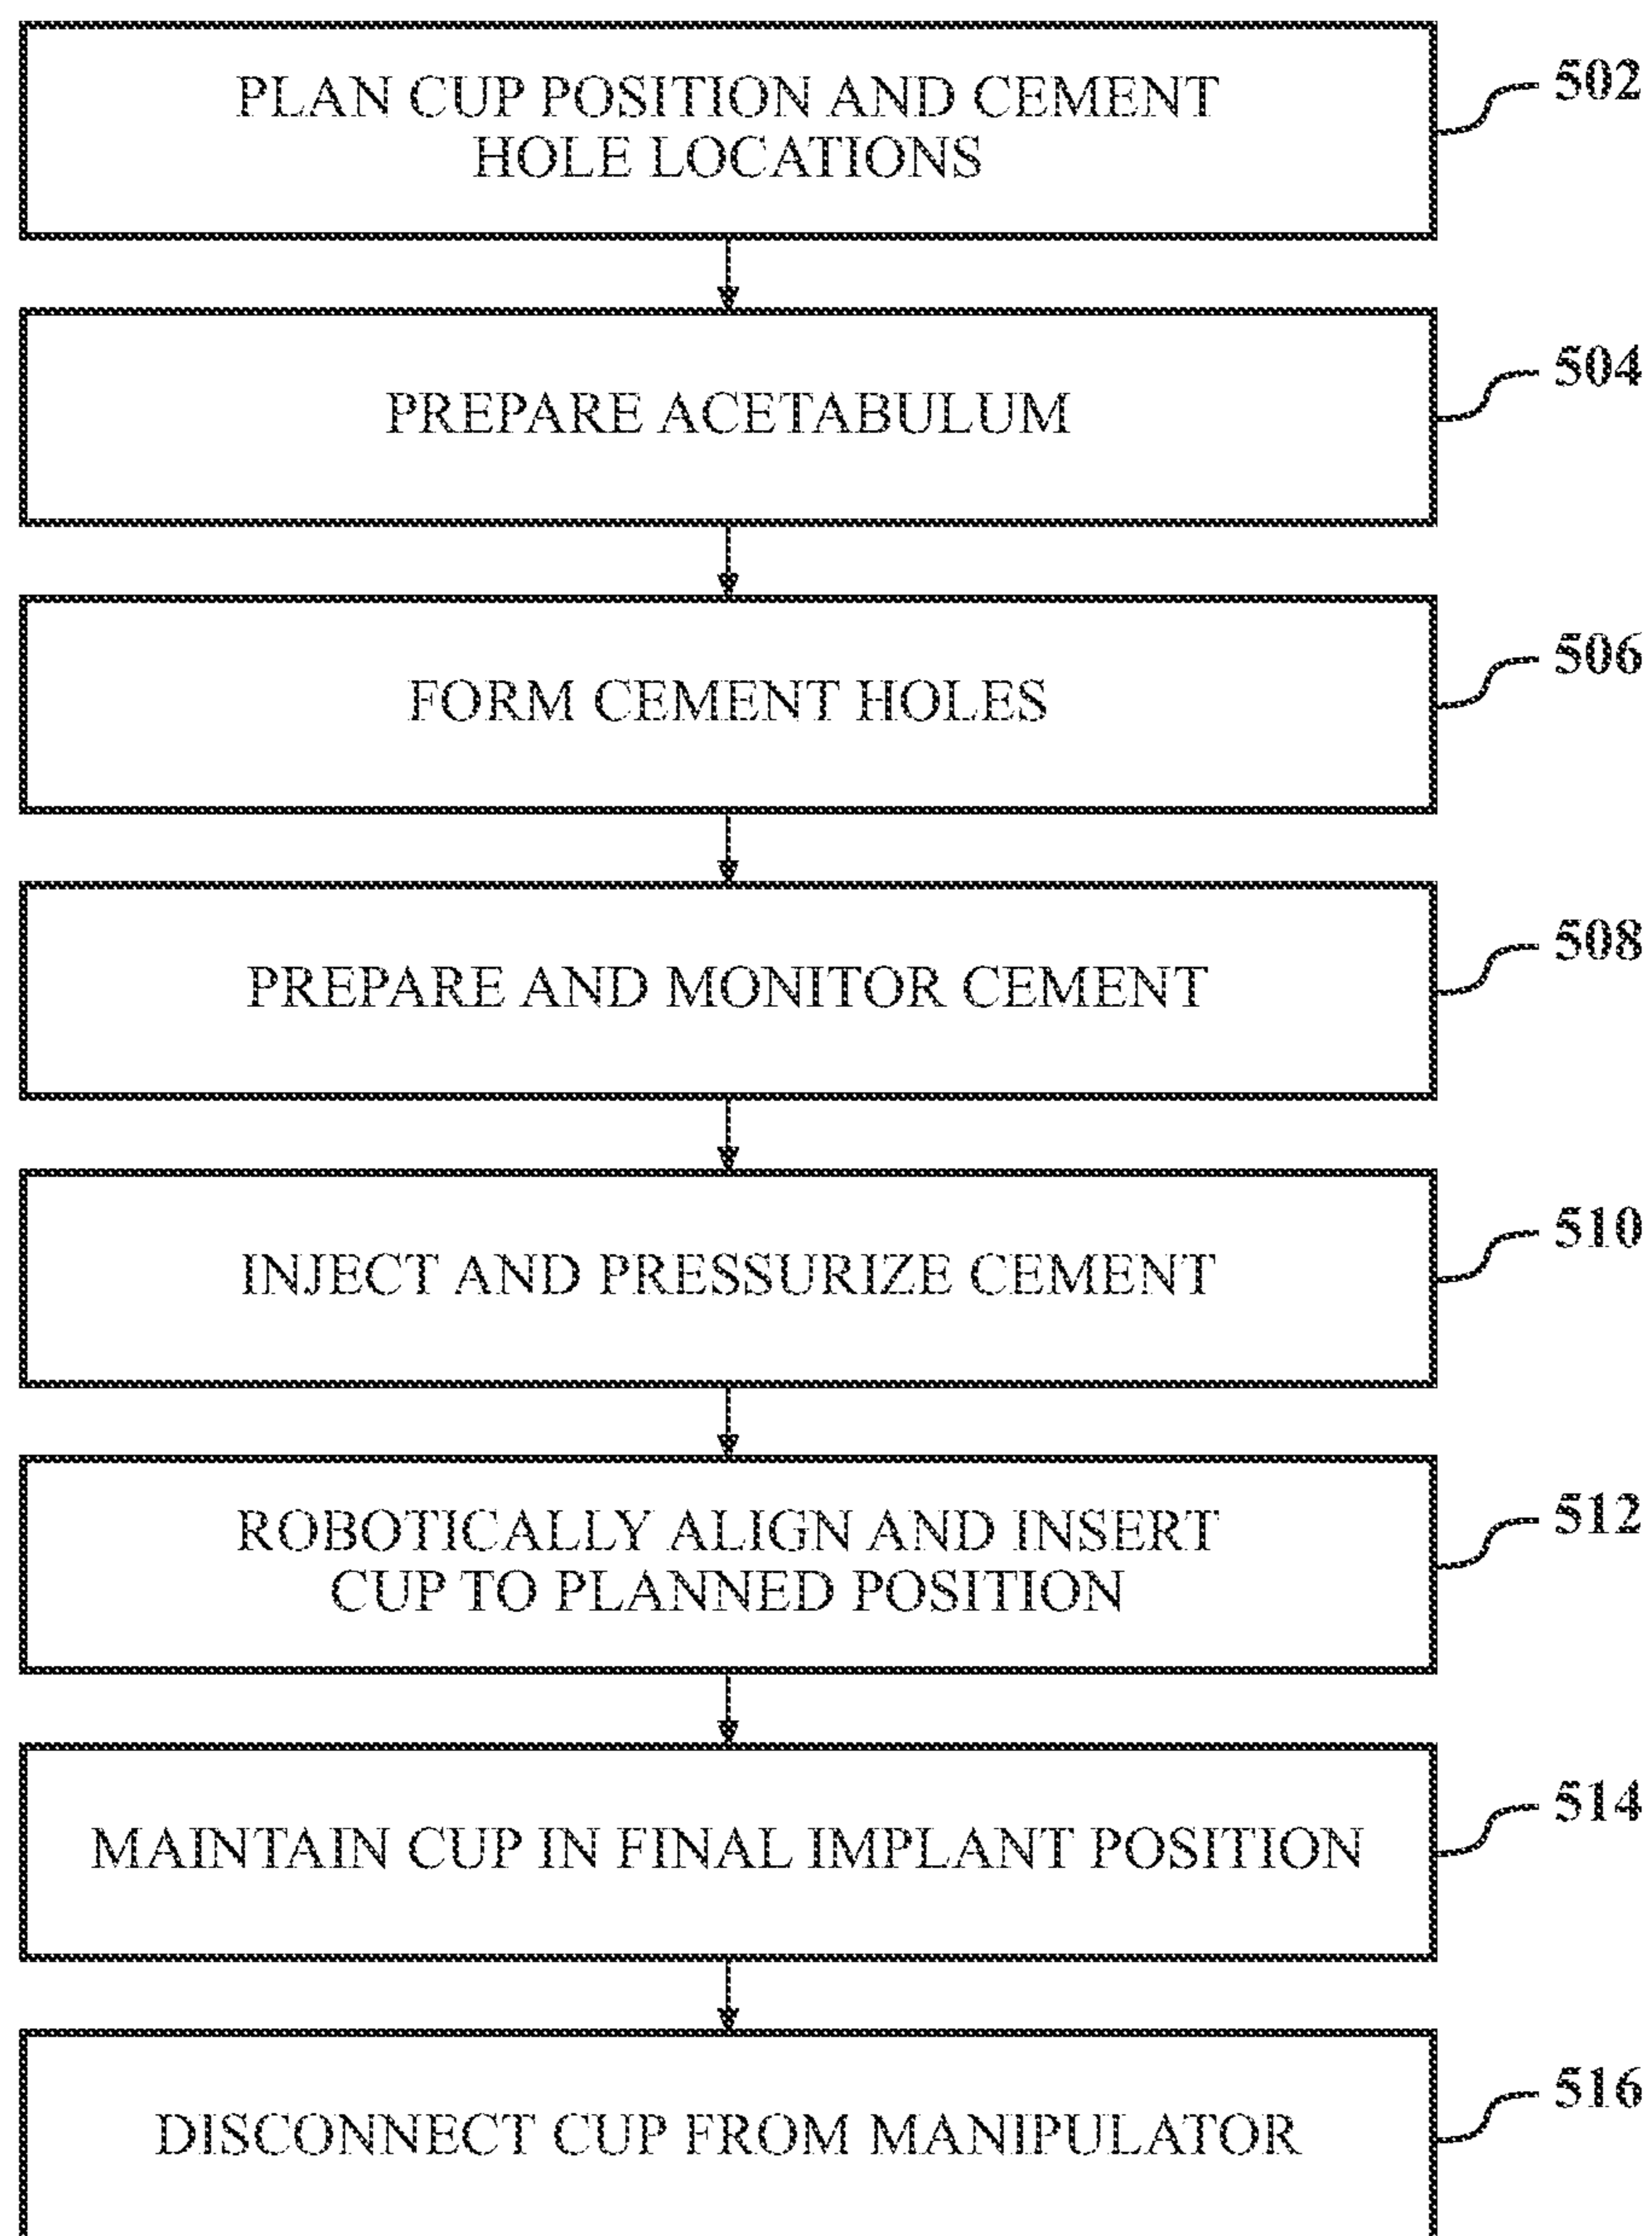 PLAN CUP POSITION AND CEMENT
HOLE LOCATIONS
502
PREPARE ACETABULUM
504
FORM CEMENT HOLES
506
PREPARE AND MONITOR CEMENT
508
INJECT AND PRESSURIZE CEMENT
510
ROBOTICALLY ALIGN AND INSERT
CUP TO PLANNED POSITION
512
MAINTAIN CUP IN FINAL IMPLANT POSITION
514
DISCONNECT CUP FROM MANIPULATOR
516